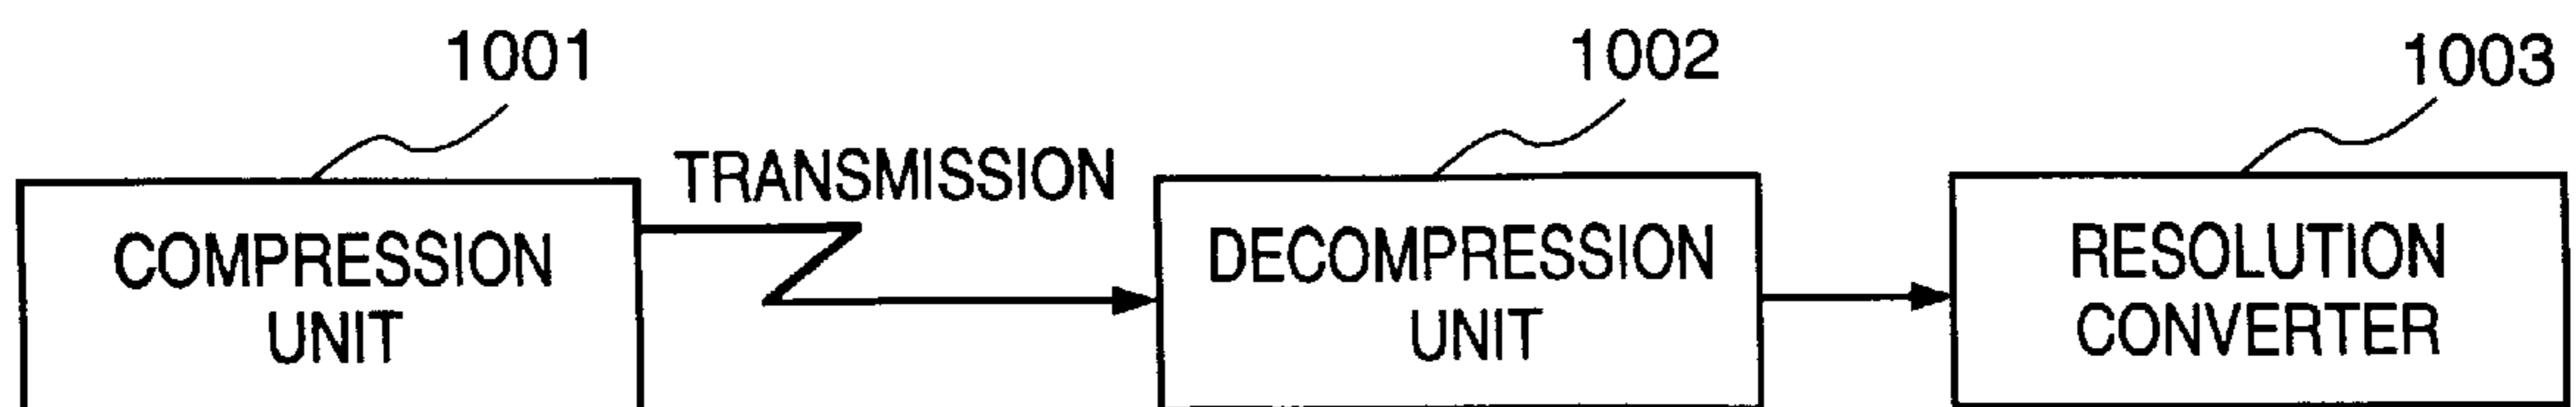 1001
1002
1003
TRANSMISSION
COMPRESSION
UNIT
DECOMPRESSION
UNIT
RESOLUTION
CONVERTER